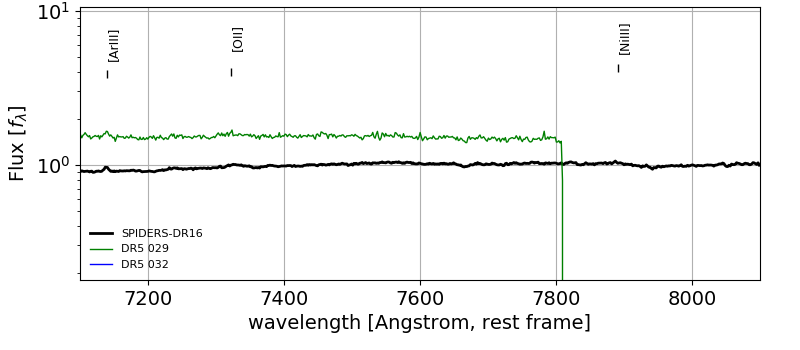 10¹
[ArIII]
[OII]
[NiIII]
Flux [fλ]
10⁰
SPIDERS-DR16
DR5 029
DR5 032
7200 7400 7600 7800 8000
wavelength [Angstrom, rest frame]